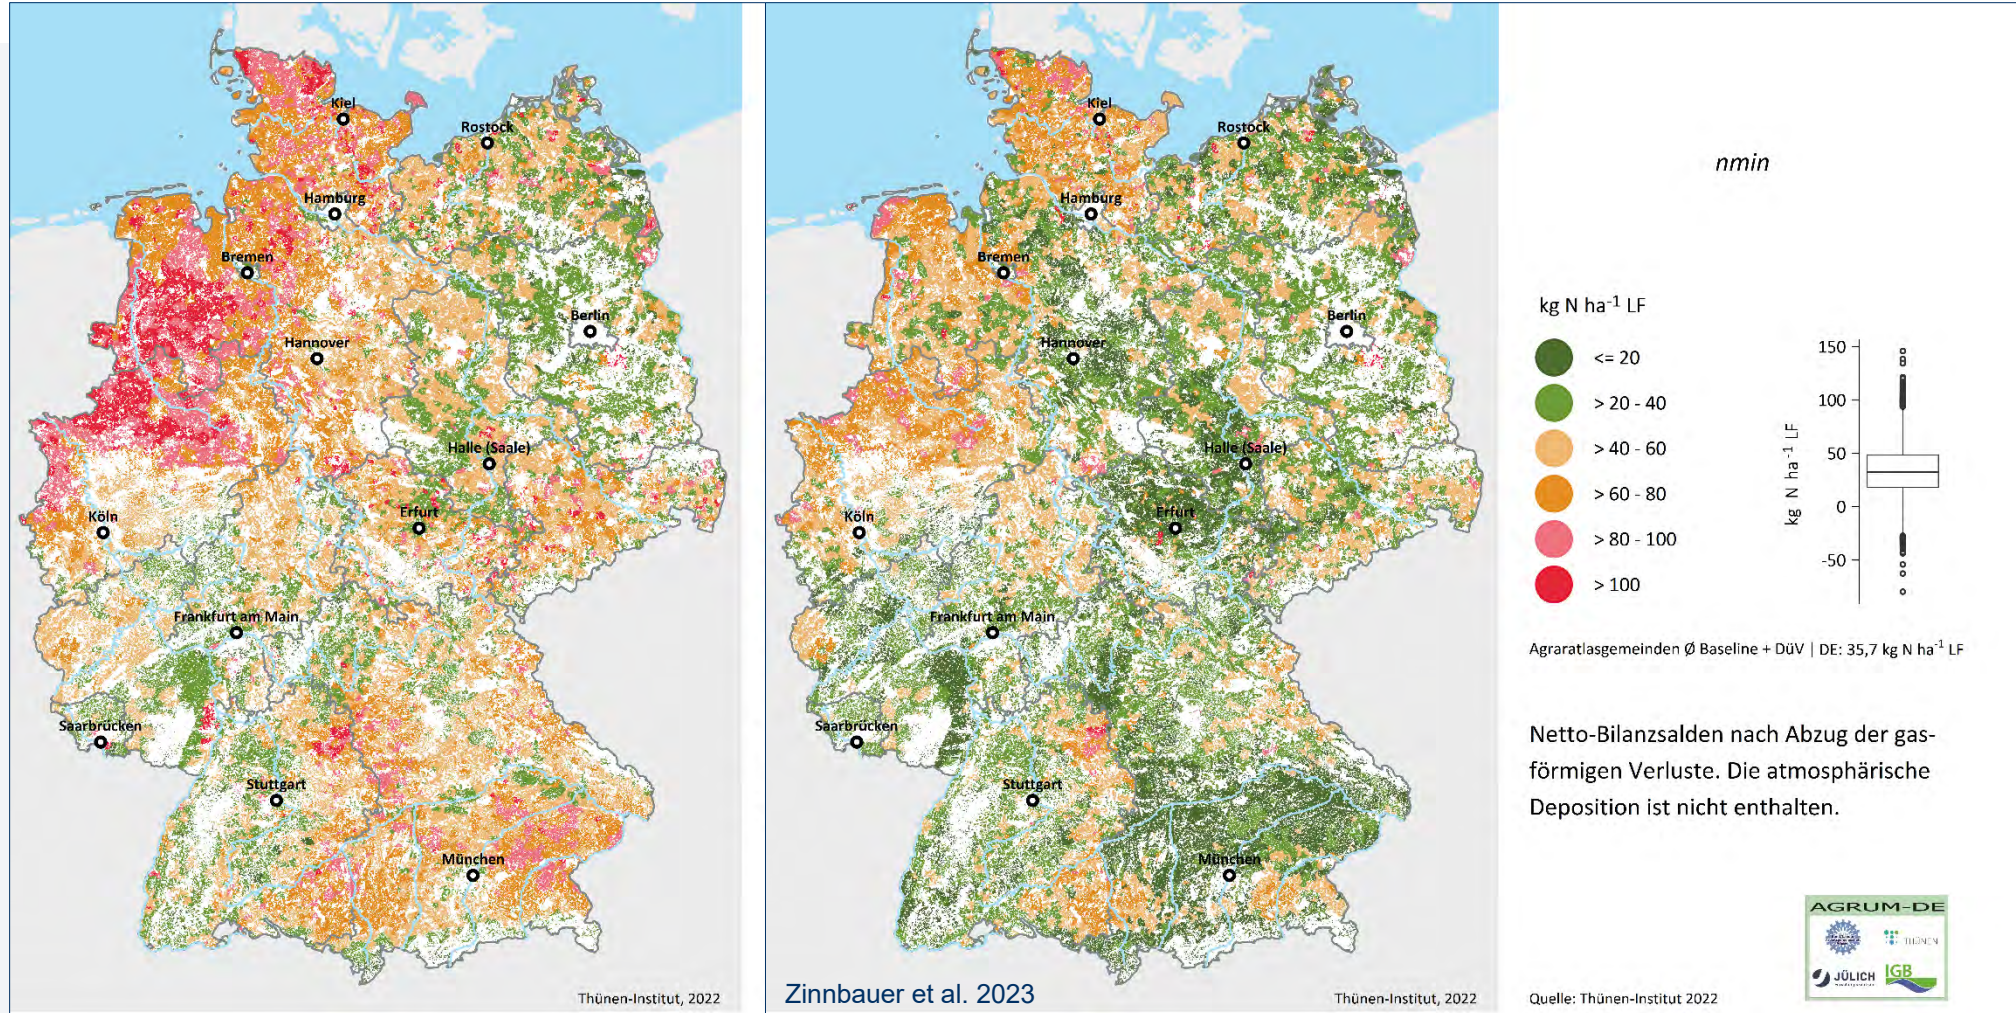 Kiel
Rostock
Hamburg
Bremen
Berlin
Hannover
Halle (Saale)
Erfurt
Köln
Frankfurt am Main
Saarbrücken
Stuttgart
München
Thünen-Institut, 2022
Kiel
Rostock
Hamburg
Bremen
Berlin
Hannover
Halle (Saale)
Erfurt
Köln
Frankfurt am Main
Saarbrücken
Stuttgart
München
Zinnbauer et al. 2023
Thünen-Institut, 2022
nmin
kg N ha⁻¹ LF
<= 20
> 20 - 40
> 40 - 60
> 60 - 80
> 80 - 100
> 100
kg N ha⁻¹ LF
150
100
50
0
-50
Agraratlasgemeinden Ø Baseline + DüV | DE: 35,7 kg N ha⁻¹ LF
Netto-Bilanzsalden nach Abzug der gas-
förmigen Verluste. Die atmosphärische
Deposition ist nicht enthalten.
AGRUM-DE
THÜNEN
JÜLICH
IGB
Quelle: Thünen-Institut 2022